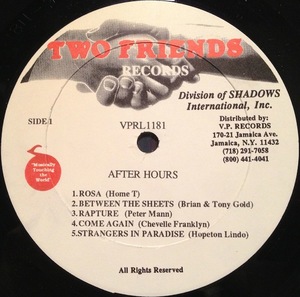 TWO FRIENDS
RECORDS
Division of SHADOWS
International, Inc.
SIDE 1
VPRL1181
Distributed by:
V.P. RECORDS
170-21 Jamaica Ave.
Jamaica, N.Y. 11432
(718) 291-7058
(800) 441-4041
"Musically
Touching
the
World"
AFTER HOURS
1.ROSA (Home T)
2.BETWEEN THE SHEETS (Brian & Tony Gold)
3.RAPTURE (Peter Mann)
4.COME AGAIN (Chevelle Franklyn)
5.STRANGERS IN PARADISE (Hopeton Lindo)
All Rights Reserved